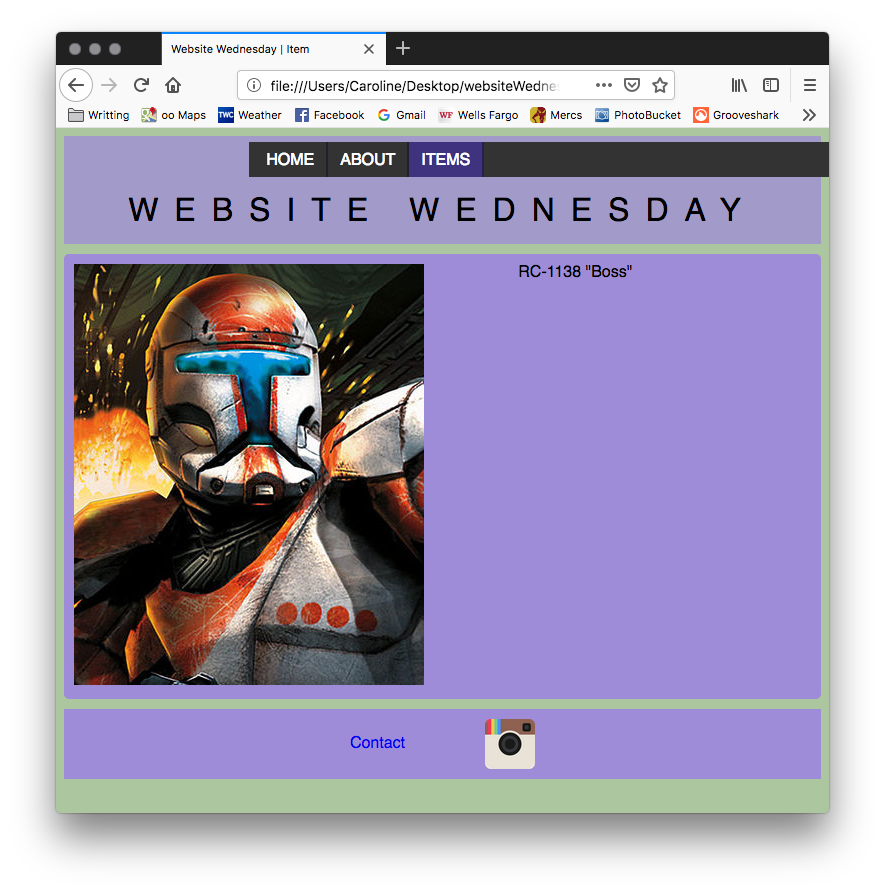 Website Wednesday | Item
file:///Users/Caroline/Desktop/websiteWednes
Writting oo Maps TWC Weather Facebook G Gmail WF Wells Fargo Mercs PhotoBucket Grooveshark
HOME ABOUT ITEMS
WEBSITE WEDNESDAY
RC-1138 "Boss"
Contact